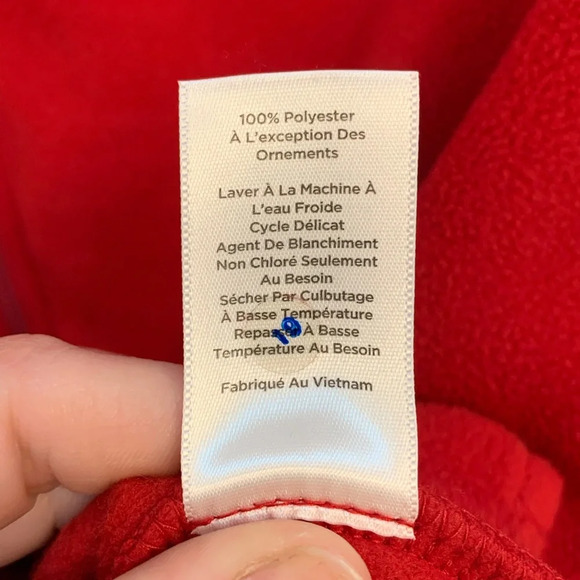 100% Polyester
À L'exception Des
Ornements
Laver À La Machine À
L'eau Froide
Cycle Délicat
Agent De Blanchiment
Non Chloré Seulement
Au Besoin
Sécher Par Culbutage
À Basse Température
Repasser À Basse
Température Au Besoin
Fabriqué Au Vietnam